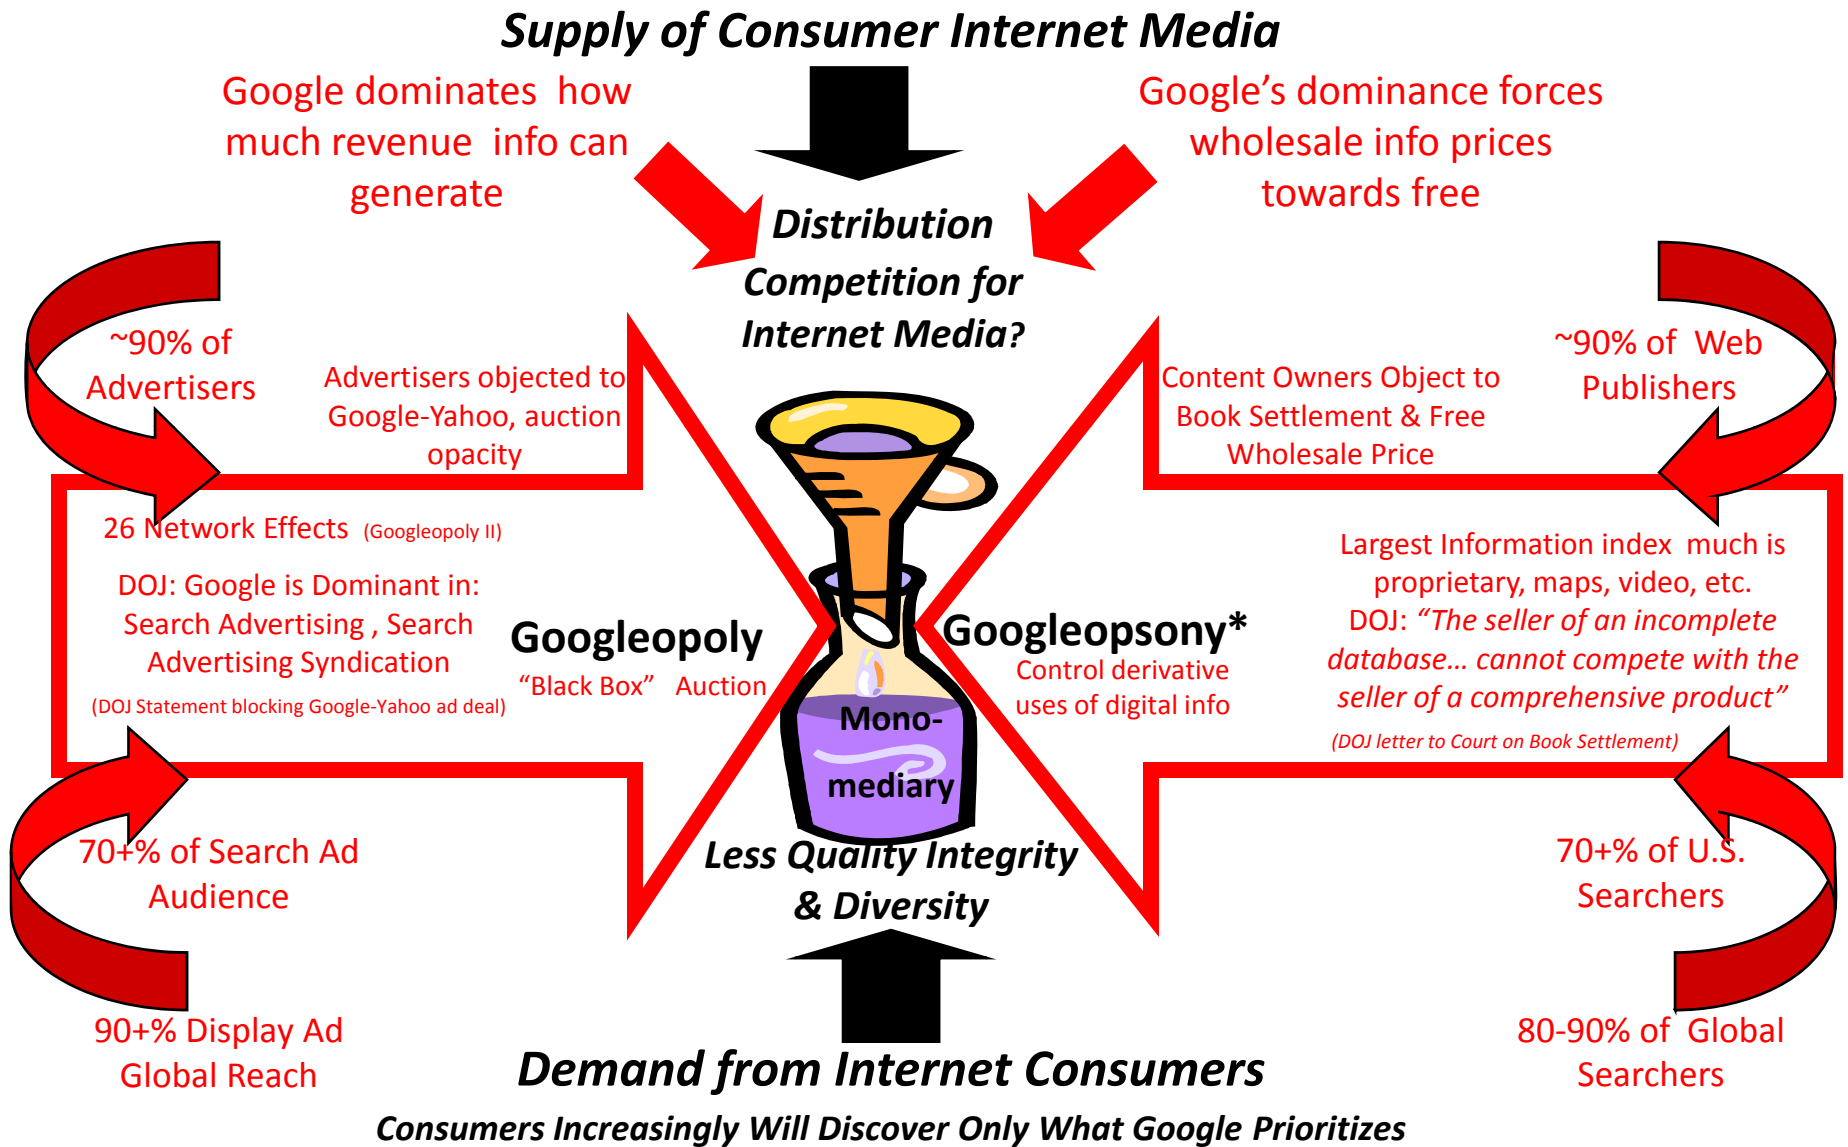 Supply of Consumer Internet Media
Google dominates how
much revenue info can
generate
Google’s dominance forces
wholesale info prices
towards free
Distribution
Competition for
Internet Media?
~90% of
Advertisers
Advertisers objected to
Google-Yahoo, auction
opacity
Content Owners Object to
Book Settlement & Free
Wholesale Price
~90% of Web
Publishers
26 Network Effects (Googleopoly II)
DOJ: Google is Dominant in:
Search Advertising , Search
Advertising Syndication
(DOJ Statement blocking Google-Yahoo ad deal)
Googleopoly
“Black Box” Auction
Mono-
mediary
Googleopsony*
Control derivative
uses of digital info
Largest Information index much is
proprietary, maps, video, etc.
DOJ: “The seller of an incomplete
database… cannot compete with the
seller of a comprehensive product”
(DOJ letter to Court on Book Settlement)
70+% of Search Ad
Audience
Less Quality Integrity
& Diversity
70+% of U.S.
Searchers
90+% Display Ad
Global Reach
80-90% of Global
Searchers
Demand from Internet Consumers
Consumers Increasingly Will Discover Only What Google Prioritizes